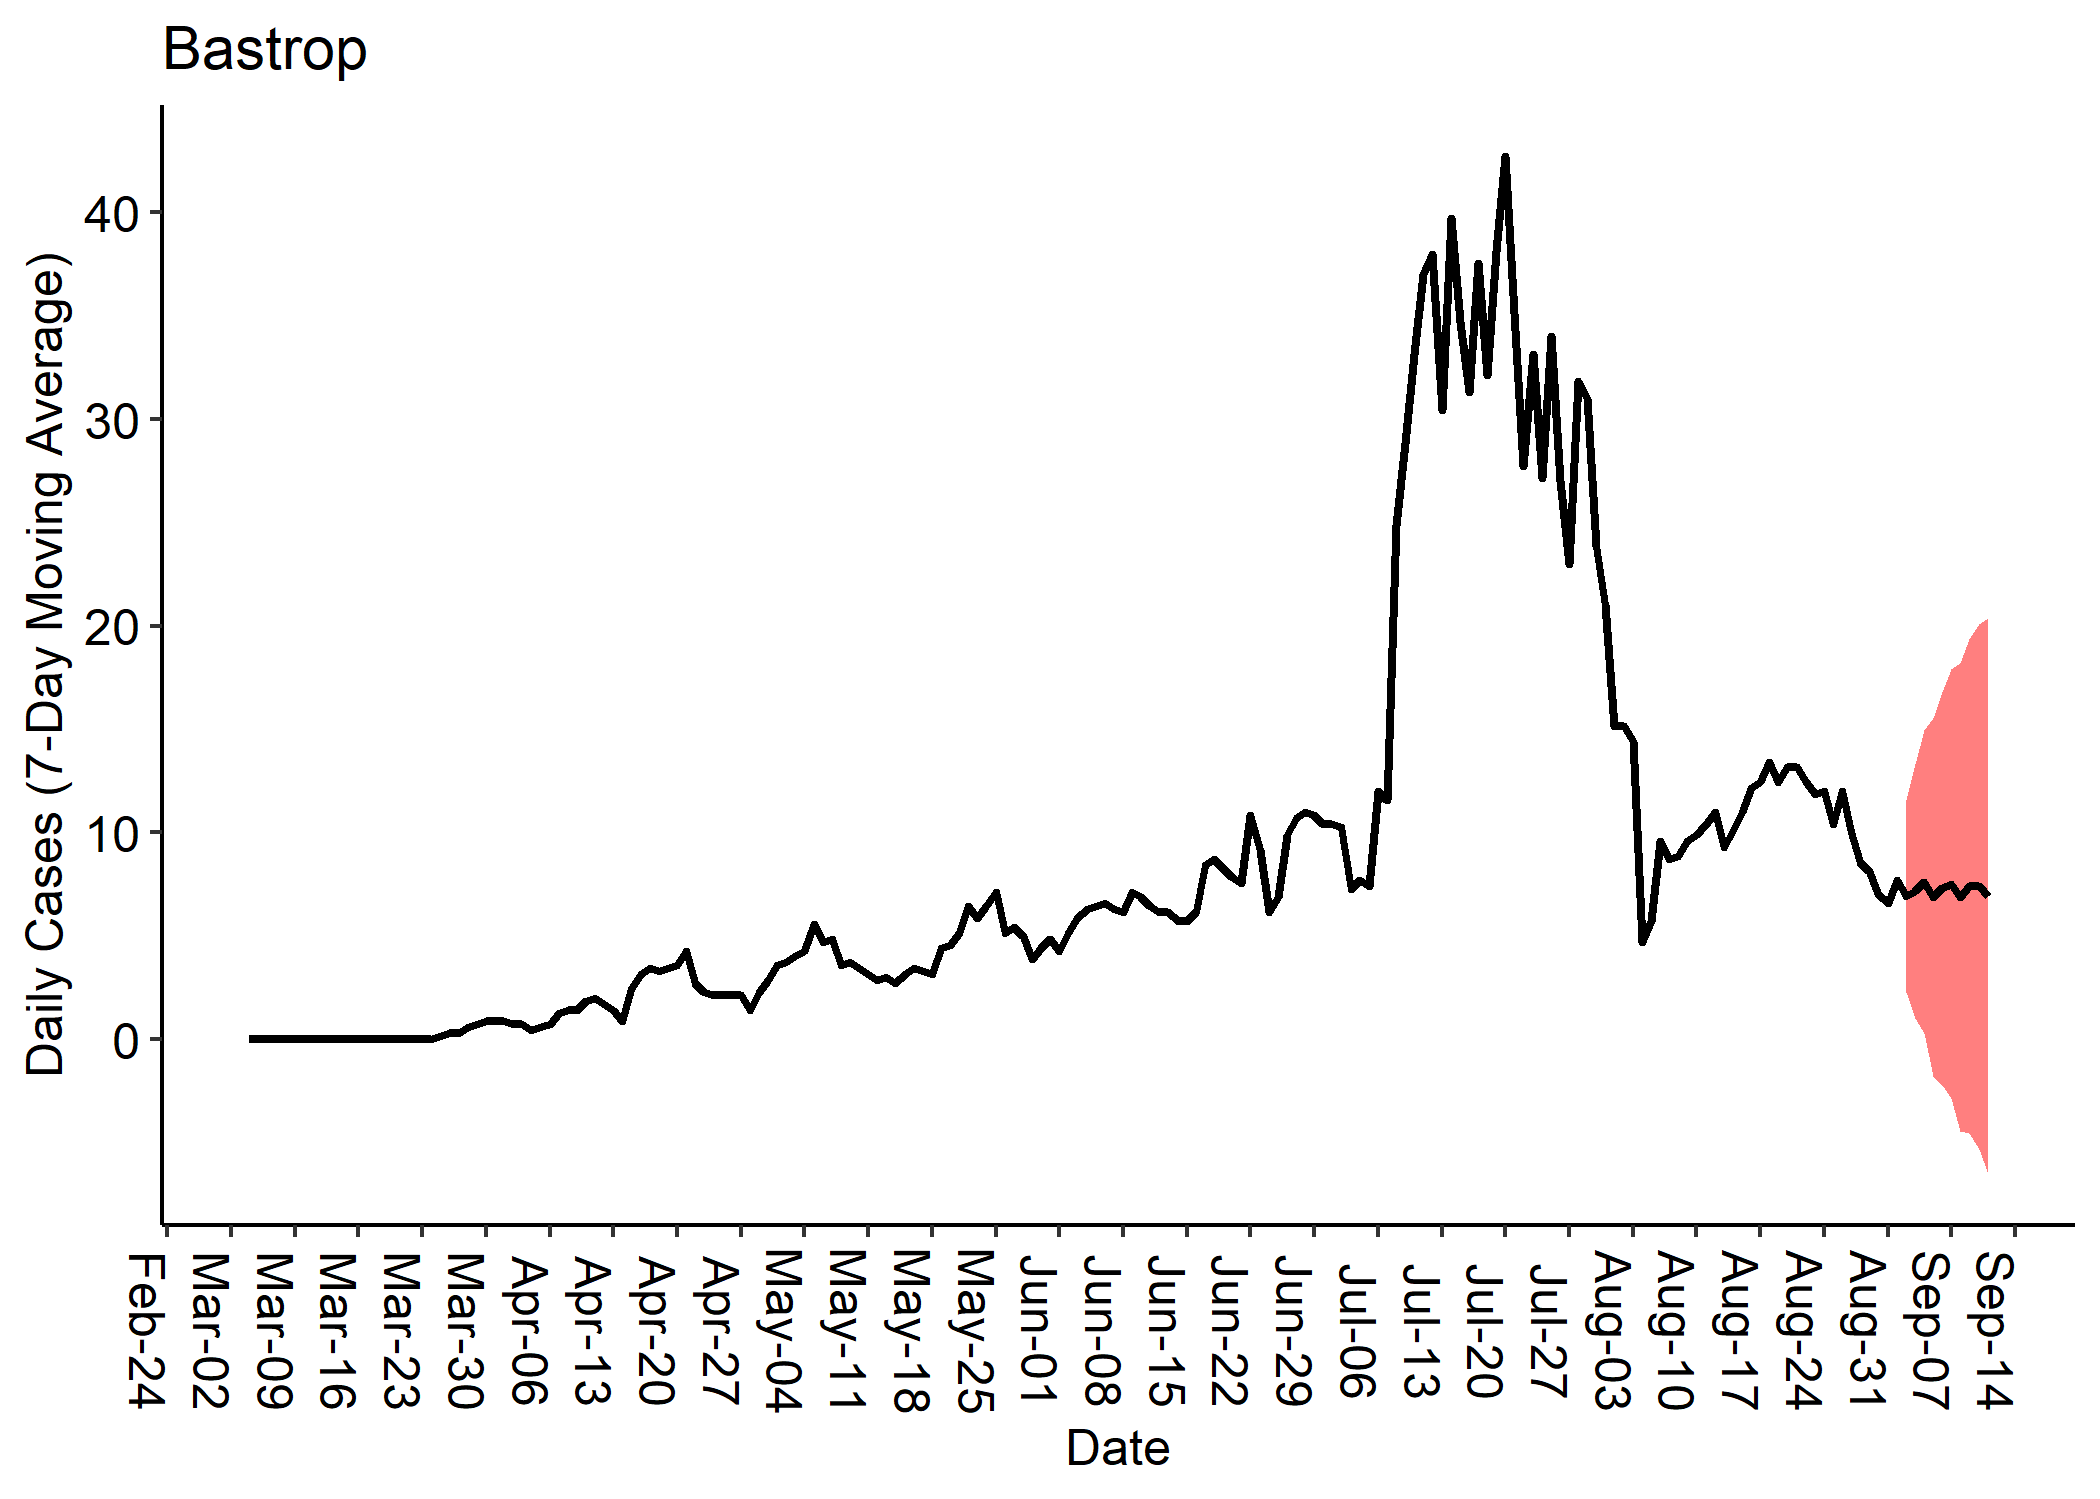 Bastrop
Daily Cases (7-Day Moving Average)
40
30
20
10
0
Feb-24
Mar-02
Mar-09
Mar-16
Mar-23
Mar-30
Apr-06
Apr-13
Apr-20
Apr-27
May-04
May-11
May-18
May-25
Jun-01
Jun-08
Jun-15
Jun-22
Jun-29
Jul-06
Jul-13
Jul-20
Jul-27
Aug-03
Aug-10
Aug-17
Aug-24
Aug-31
Sep-07
Sep-14
Date